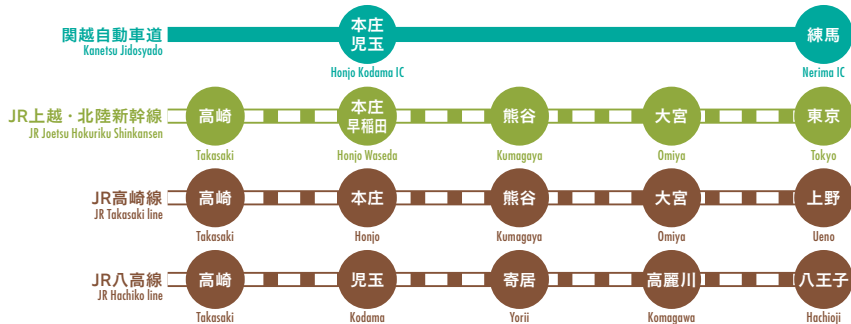 関越自動車道
Kanetsu Jidosyado
本庄
児玉
Honjo Kodama IC
練馬
Nerima IC
JR上越・北陸新幹線
JR Joetsu Hokuriku Shinkansen
高崎
Takasaki
本庄
早稲田
Honjo Waseda
熊谷
Kumagaya
大宮
Omiya
東京
Tokyo
JR高崎線
JR Takasaki line
高崎
Takasaki
本庄
Honjo
熊谷
Kumagaya
大宮
Omiya
上野
Ueno
JR八高線
JR Hachiko line
高崎
Takasaki
児玉
Kodama
寄居
Yorii
高麗川
Komagawa
八王子
Hachioji